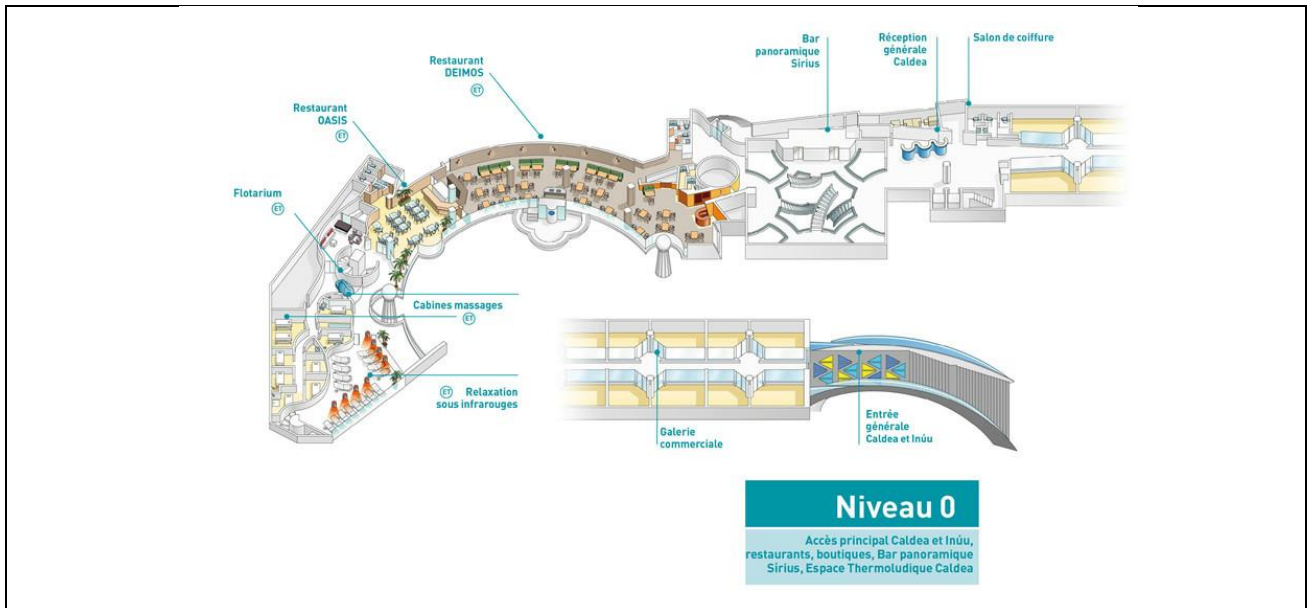 Bar
panoramique
Sirius
Réception
générale
Caldea
Salon de coiffure
Restaurant
DEIMOS
ET
Restaurant
OASIS
ET
Flotarium
ET
Cabines massages
ET
ET Relaxation
sous infrarouges
Galerie
commerciale
Entrée
générale
Caldea et Inúu
Niveau 0
Accès principal Caldea et Inúu,
restaurants, boutiques, Bar panoramique
Sirius, Espace Thermoludique Caldea